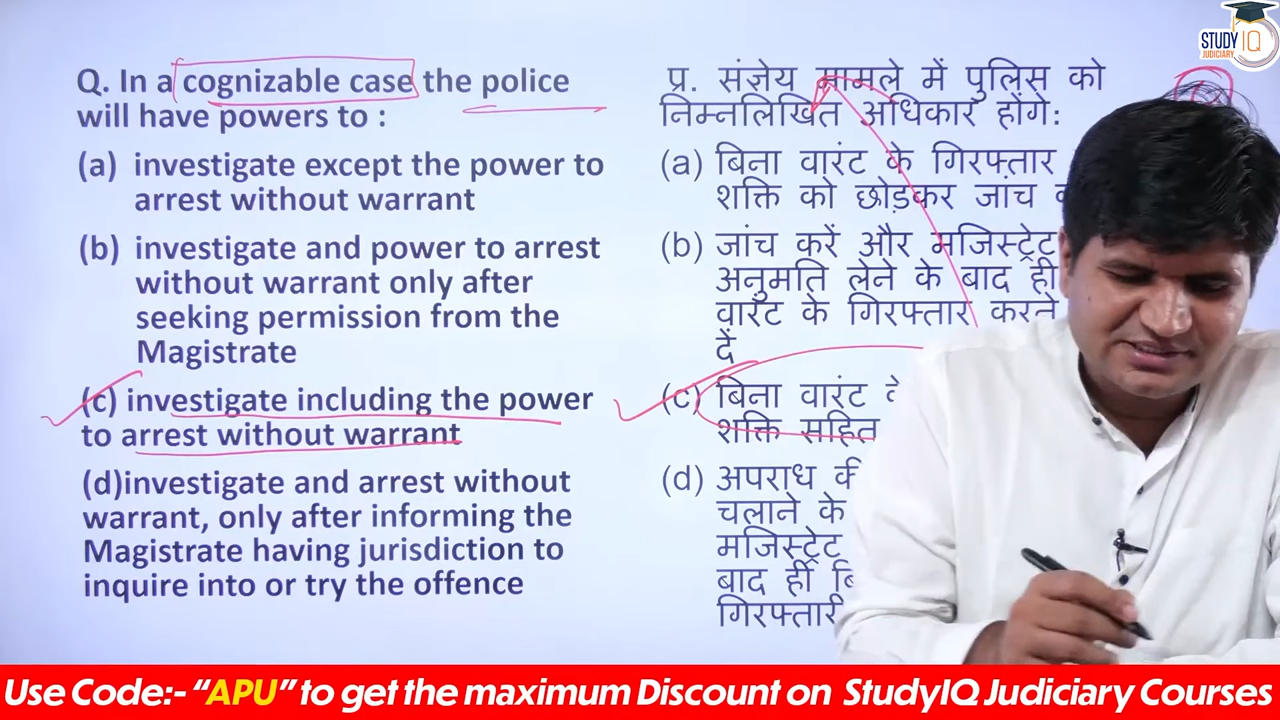 STUDY IQ
JUDICIARY
Q. In a cognizable case the police
will have powers to :
(a) investigate except the power to
arrest without warrant
(b) investigate and power to arrest
without warrant only after
seeking permission from the
Magistrate
(c) investigate including the power
to arrest without warrant
(d)investigate and arrest without
warrant, only after informing the
Magistrate having jurisdiction to
inquire into or try the offence
प्र. संज्ञेय मामले में पुलिस को
निम्नलिखित अधिकार होंगे:
(a) बिना वारंट के गिरफ्तार
शक्ति को छोड़कर जांच
(b) जांच करें और मजिस्ट्रेट
अनुमति लेने के बाद ही
वारंट के गिरफ्तार करने
दें
(c) बिना वारंट
शक्ति सहित
(d) अपराध की
चलाने के
मजिस्ट्रेट
बाद ही
गिरफ्तारी
Use Code:- “APU” to get the maximum Discount on StudyIQ Judiciary Courses